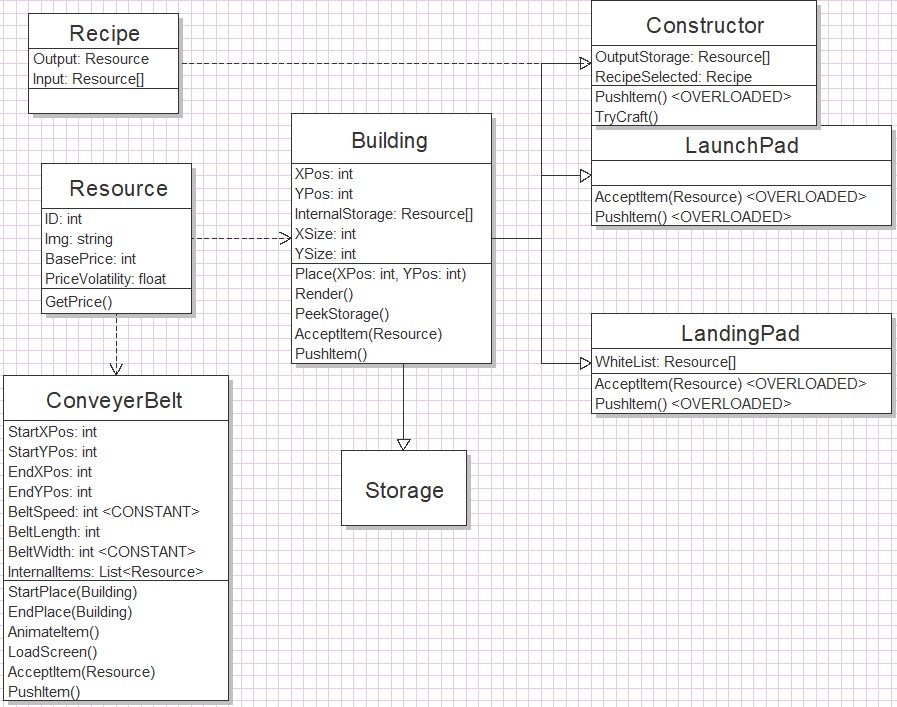 Recipe
Output: Resource
Input: Resource[]
Constructor
OutputStorage: Resource[]
RecipeSelected: Recipe
PushItem() <OVERLOADED>
TryCraft()
Building
XPos: int
YPos: int
InternalStorage: Resource[]
XSize: int
YSize: int
Place(XPos: int, YPos: int)
Render()
PeekStorage()
AcceptItem(Resource)
PushItem()
LaunchPad
AcceptItem(Resource) <OVERLOADED>
PushItem() <OVERLOADED>
Resource
ID: int
Img: string
BasePrice: int
PriceVolatility: float
GetPrice()
LandingPad
WhiteList: Resource[]
AcceptItem(Resource) <OVERLOADED>
PushItem() <OVERLOADED>
ConveyerBelt
StartXPos: int
StartYPos: int
EndXPos: int
EndYPos: int
BeltSpeed: int <CONSTANT>
BeltLength: int
BeltWidth: int <CONSTANT>
InternalItems: List<Resource>
StartPlace(Building)
EndPlace(Building)
AnimateItem()
LoadScreen()
AcceptItem(Resource)
PushItem()
Storage